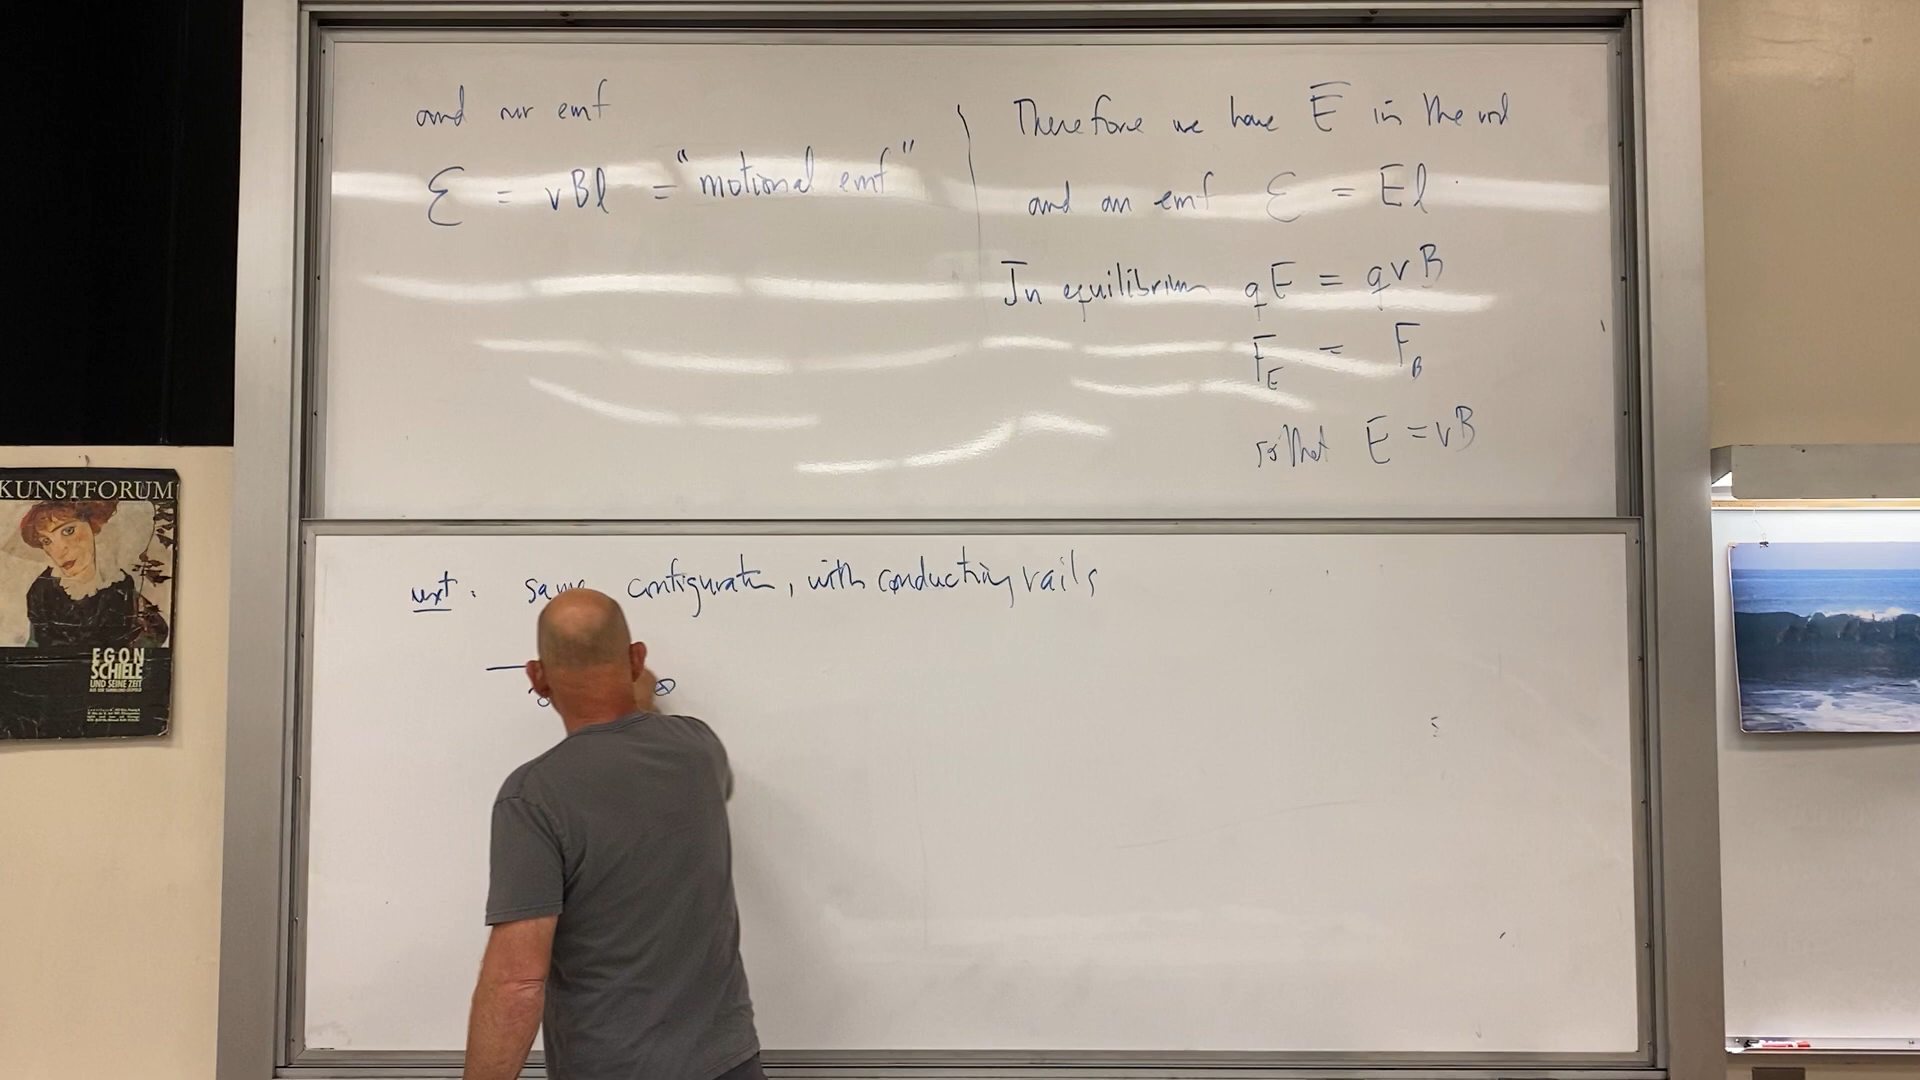 and our emf
ℰ = vBl = "motional emf"
Therefore we have E̅ in the rod
and an emf ℰ = El
In equilibrium qE = qvB
F_E = F_B
so that E = vB
next: same configuration, with conducting rails
⊗
KUNSTFORUM
EGON
SCHIELE
UND SEINE ZEIT